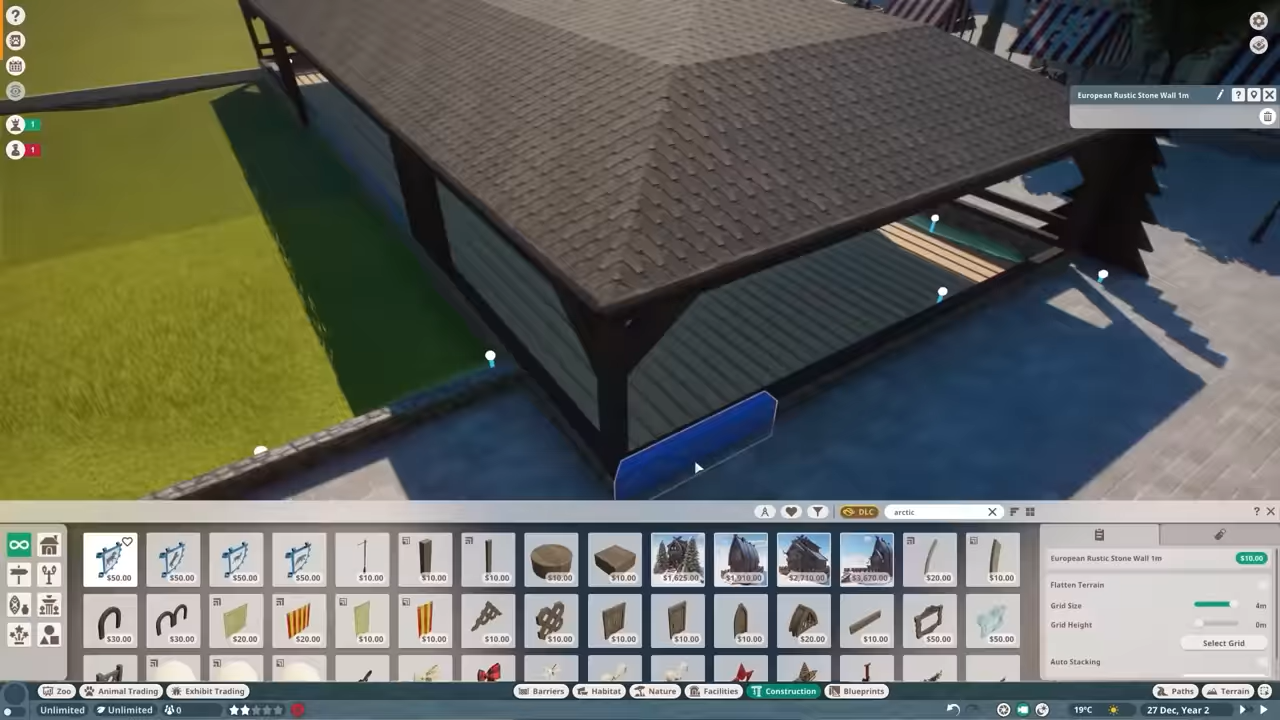 ?
1
1
European Rustic Stone Wall 1m ?
DLC arctic ?
$50.00 $50.00 $50.00 $50.00 $10.00 $10.00 $10.00 $10.00 $10.00 $1,625.00 $1,910.00 $2,710.00 $3,670.00 $20.00 $10.00
$30.00 $30.00 $20.00 $20.00 $10.00 $10.00 $10.00 $10.00 $10.00 $10.00 $10.00 $20.00 $10.00 $50.00 $50.00
European Rustic Stone Wall 1m $10.00
Flatten Terrain
Grid Size 4m
Grid Height 0m
Select Grid
Auto Stacking
Zoo Animal Trading Exhibit Trading Barriers Habitat Nature Facilities Construction Blueprints Paths Terrain
Unlimited Unlimited 0 19°C 27 Dec, Year 2